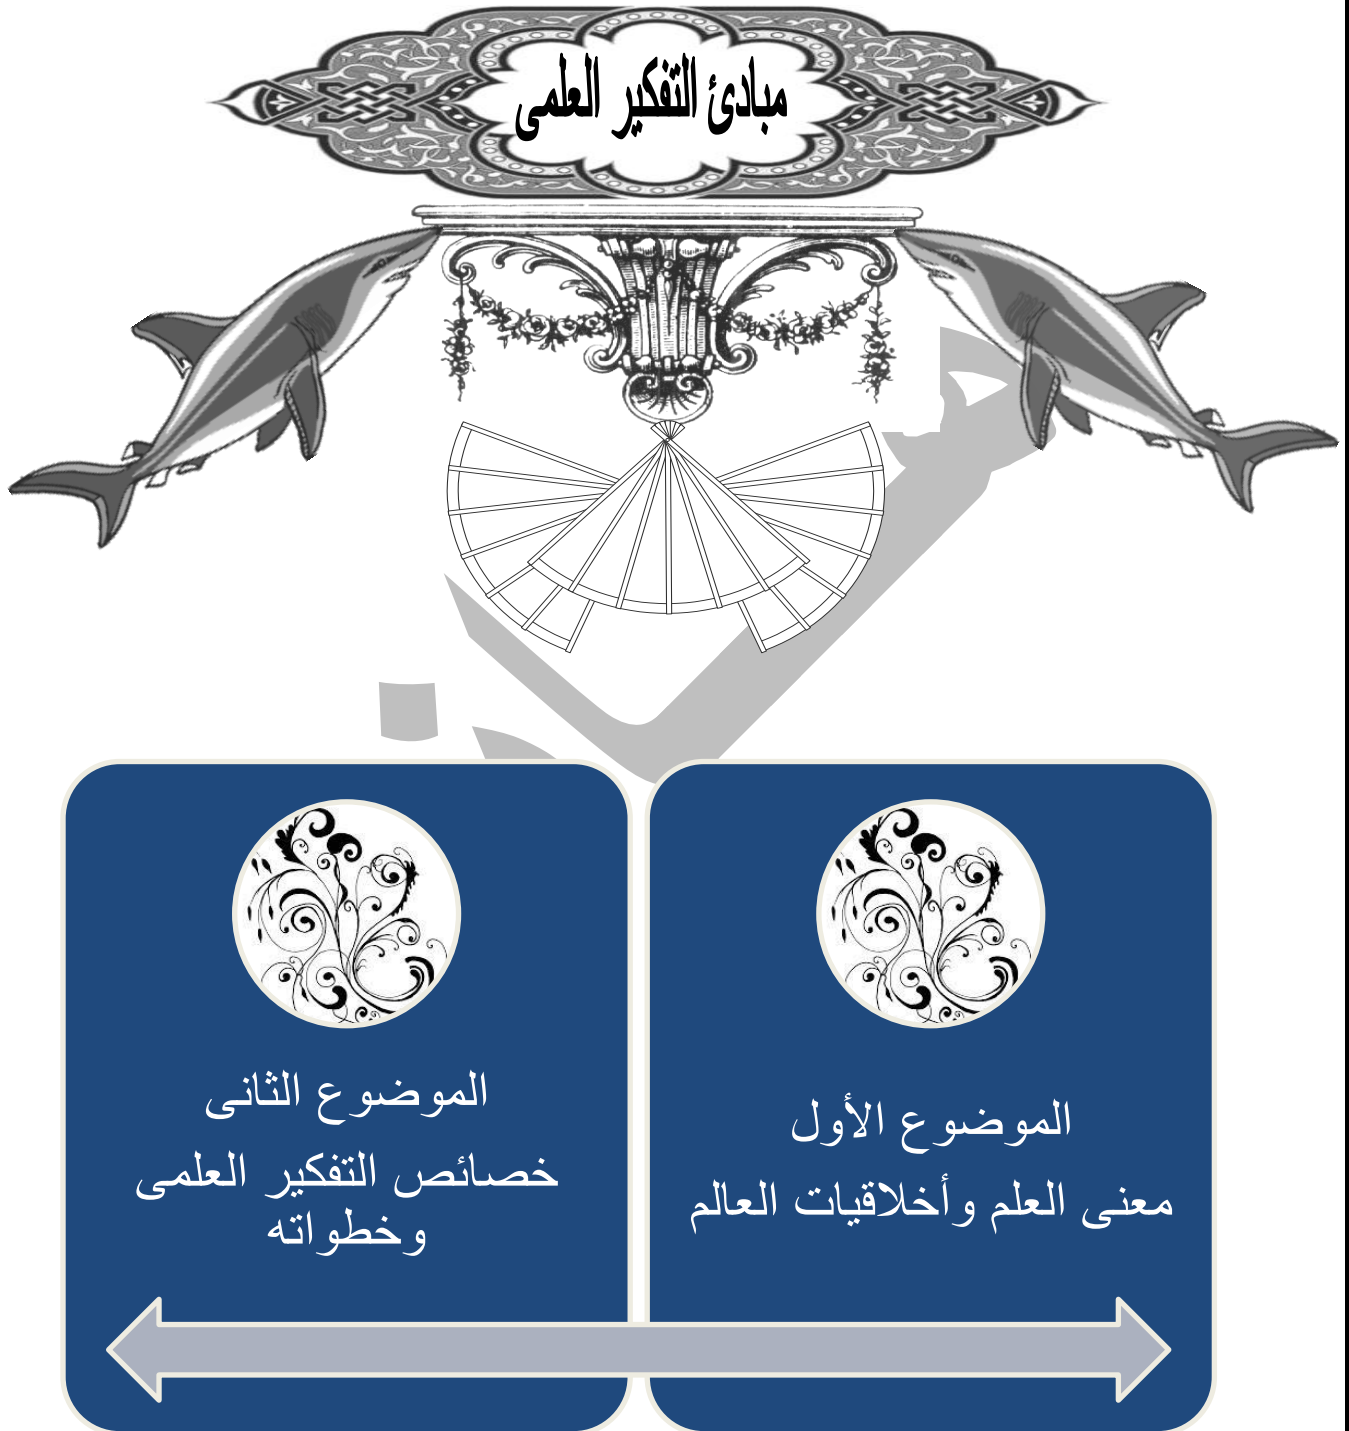 مبادئ التفكير العلمى
الموضوع الأول
معنى العلم وأخلاقيات العالم
الموضوع الثانى
خصائص التفكير العلمى
وخطواته